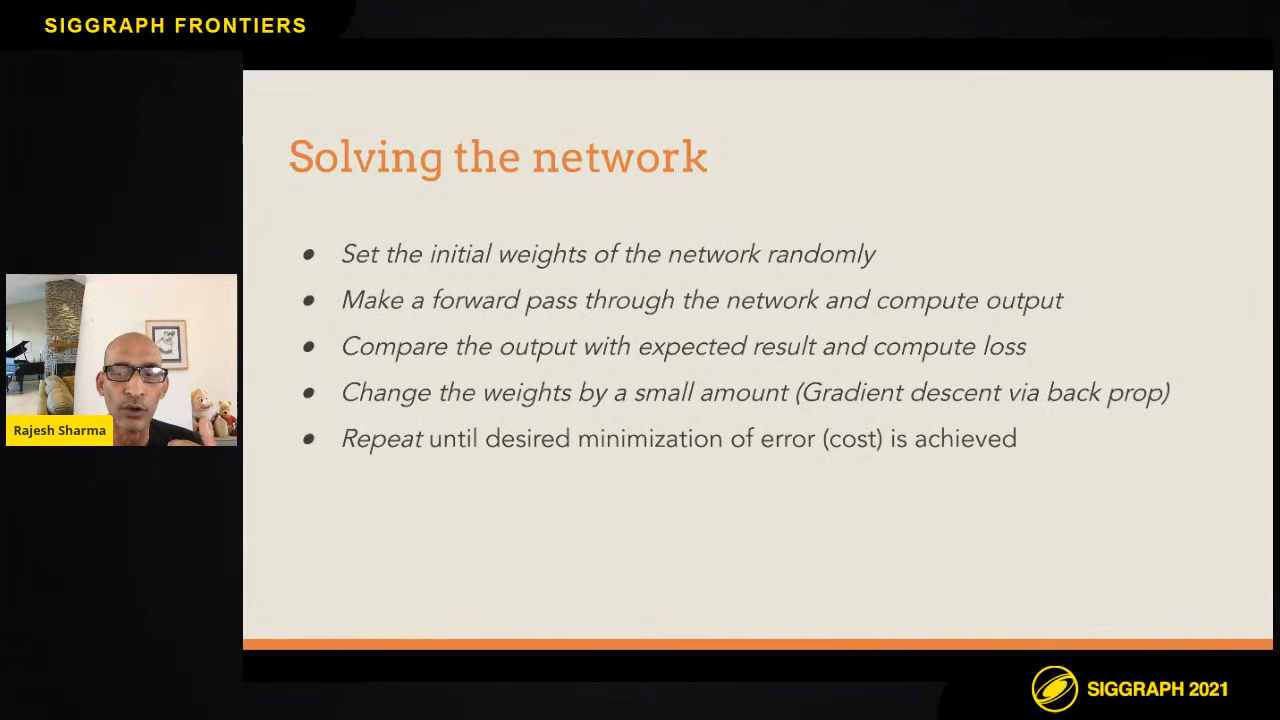 SIGGRAPH FRONTIERS
Solving the network
● Set the initial weights of the network randomly
● Make a forward pass through the network and compute output
● Compare the output with expected result and compute loss
● Change the weights by a small amount (Gradient descent via back prop)
● Repeat until desired minimization of error (cost) is achieved
Rajesh Sharma
SIGGRAPH 2021